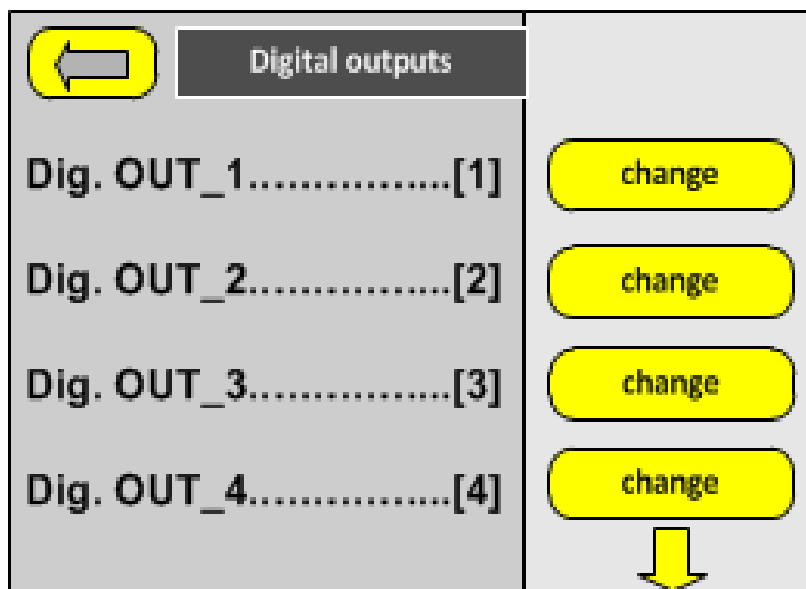 Digital outputs
Dig. OUT_1................[1] change
Dig. OUT_2................[2] change
Dig. OUT_3................[3] change
Dig. OUT_4................[4] change